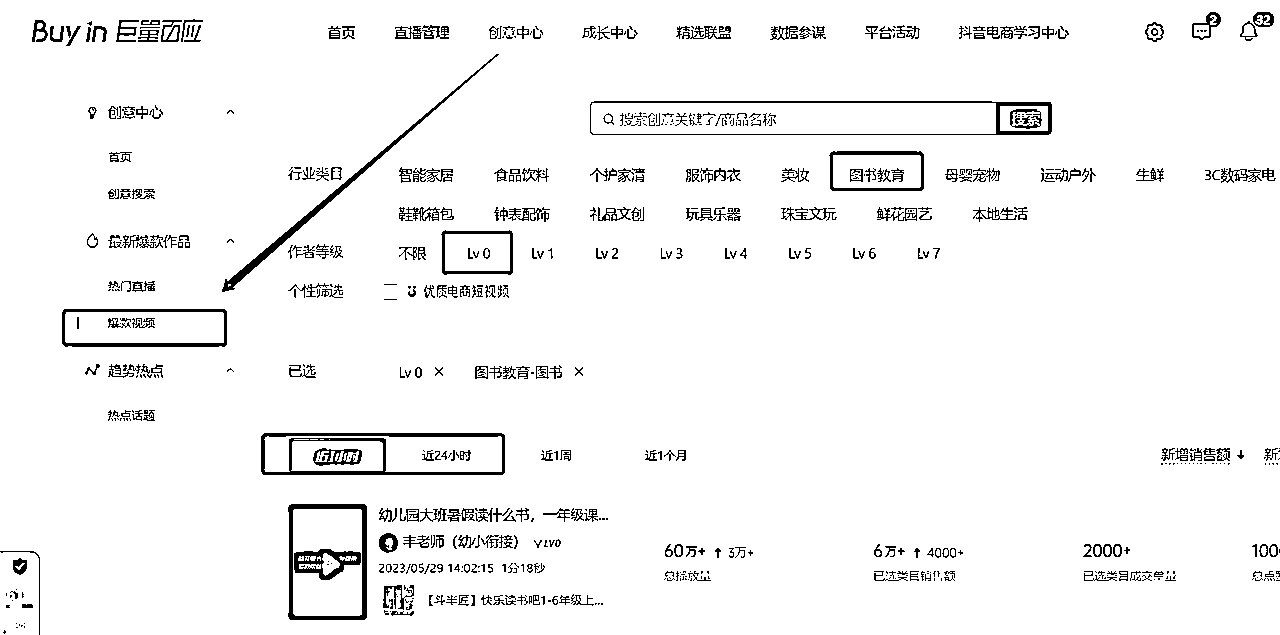 Buy in 巨量百应
首页 直播管理 创意中心 成长中心 精选联盟 数据参谋 平台活动 抖音电商学习中心 2 32
创意中心
首页
创意搜索
最新爆款作品
热门直播
爆款视频
趋势热点
热点话题
搜索创意关键字/商品名称 搜索
行业类目 智能家居 食品饮料 个护家清 服饰内衣 美妆 图书教育 母婴宠物 运动户外 生鲜 3C数码家电
鞋靴箱包 钟表配饰 礼品文创 玩具乐器 珠宝文玩 鲜花园艺 本地生活
作者等级 不限 Lv 0 Lv 1 Lv 2 Lv 3 Lv 4 Lv 5 Lv 6 Lv 7
个性筛选 优质电商短视频
已选 Lv 0 × 图书教育-图书 ×
近1小时 近24小时 近1周 近1个月 新增销售额 ↓
幼儿园大班暑假读什么书，一年级课...
丰老师（幼小衔接） LV0
2023/05/29 14:02:15 1分18秒
【斗半匠】快乐读书吧1-6年级上...
60万+ ↑ 3万+ 6万+ ↑ 4000+ 2000+ 100
总播放量 已选类目销售额 已选类目成交单量 总点